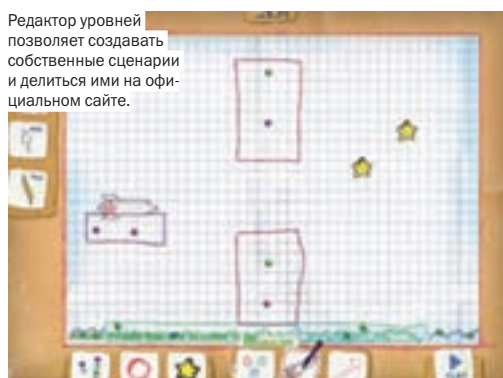 Редактор уровней
позволяет создавать
собственные сценарии
и делиться ими на офи-
циальном сайте.